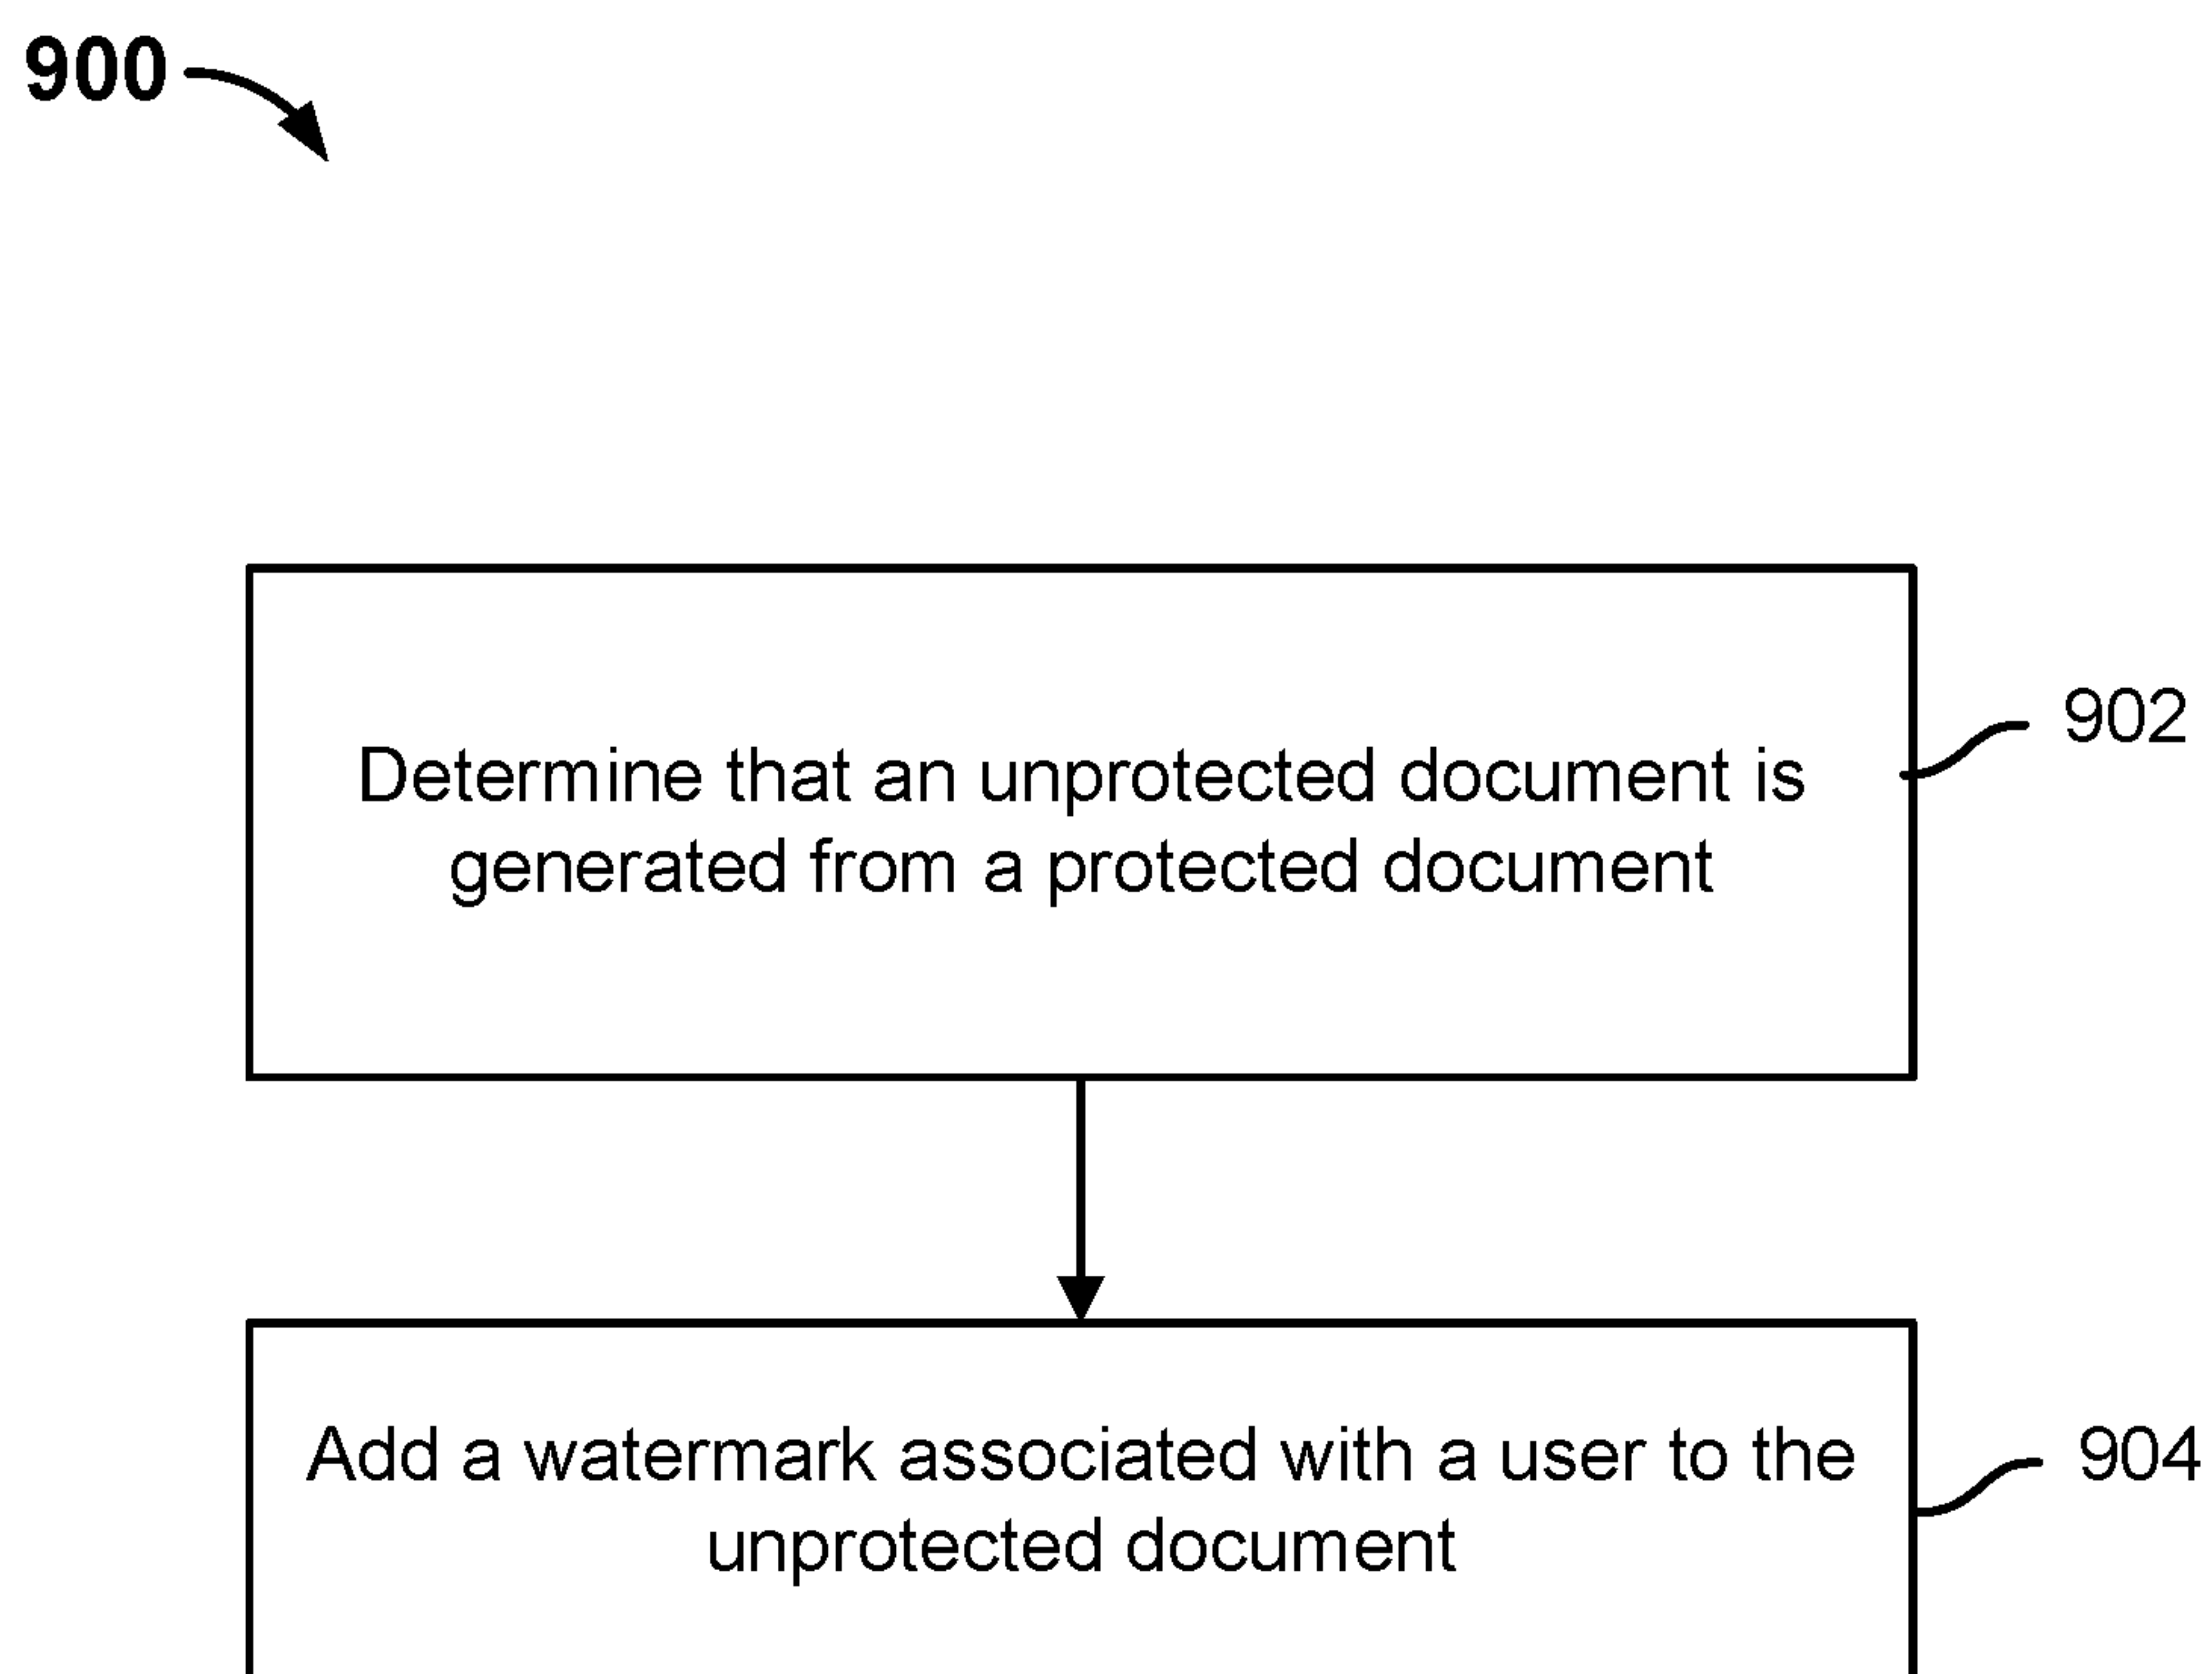 900
Determine that an unprotected document is
generated from a protected document
902
Add a watermark associated with a user to the
unprotected document
904